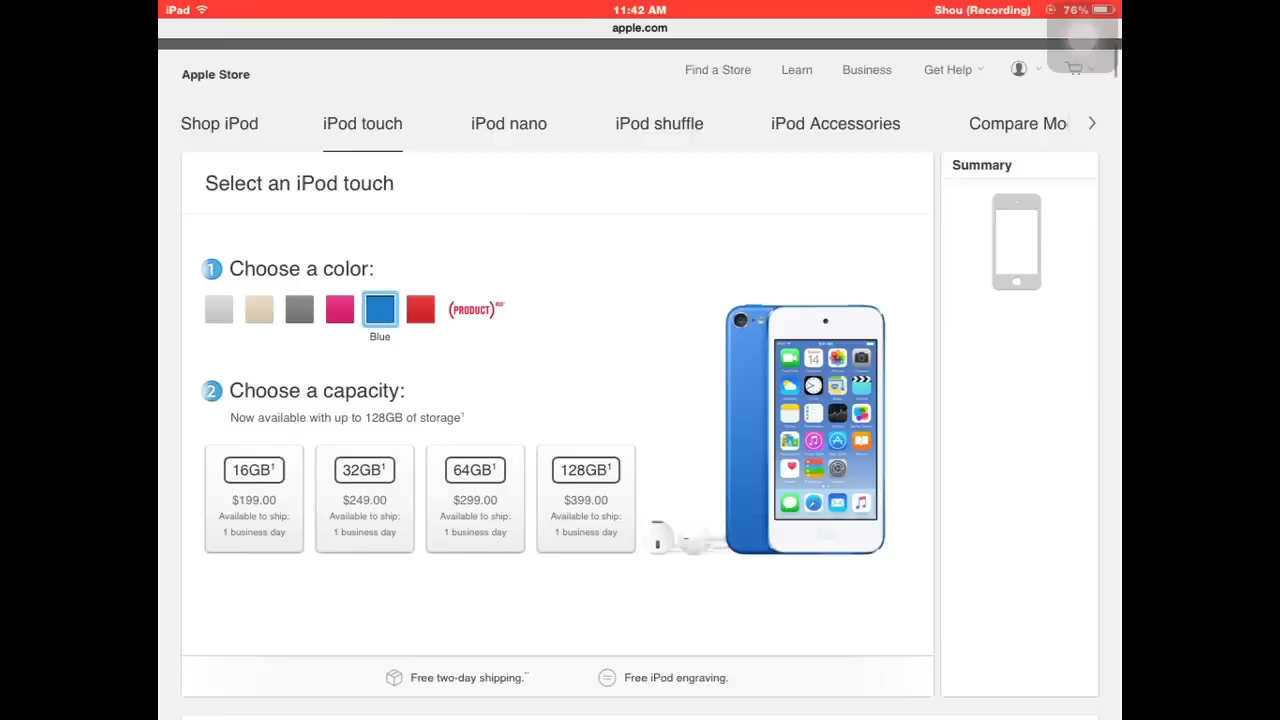 iPad
11:42 AM
Shou (Recording)
76%
apple.com
Apple Store
Find a Store
Learn
Business
Get Help
Shop iPod
iPod touch
iPod nano
iPod shuffle
iPod Accessories
Compare Mo
Select an iPod touch
Summary
1 Choose a color:
(PRODUCT)RED
Blue
2 Choose a capacity:
Now available with up to 128GB of storage¹
16GB¹
$199.00
Available to ship:
1 business day
32GB¹
$249.00
Available to ship:
1 business day
64GB¹
$299.00
Available to ship:
1 business day
128GB¹
$399.00
Available to ship:
1 business day
14
Free two-day shipping.
Free iPod engraving.